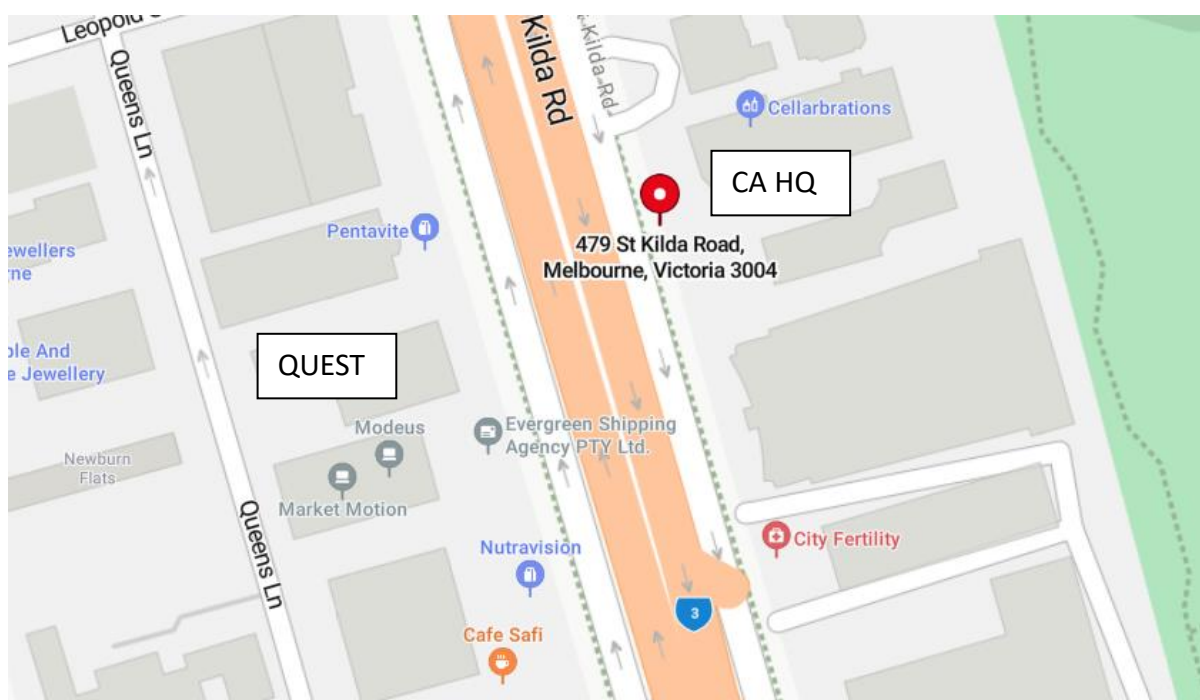 Leopold
Queens Ln
Kilda Rd
Kilda Rd
Cellarbrations
CA HQ
Pentavite
479 St Kilda Road,
Melbourne, Victoria 3004
ewellers
rne
QUEST
ple And
e Jewellery
Modeus
Evergreen Shipping
Agency PTY Ltd.
Newburn
Flats
Market Motion
Queens Ln
City Fertility
Nutravision
3
Cafe Safi